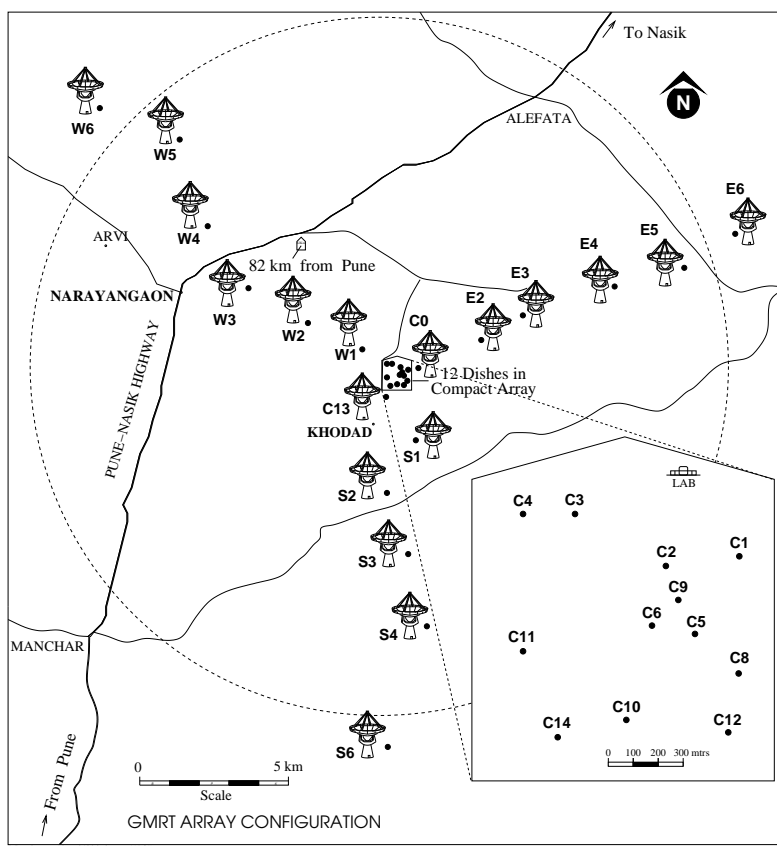 To Nasik
N
W6
ALEFATA
W5
E6
W4
ARVI
E5
E4
82 km from Pune
E3
NARAYANGAON
E2
W3
W2
C0
W1
12 Dishes in
Compact Array
C13
PUNE-NASIK HIGHWAY
KHODAD
S1
S2
LAB
C4
C3
C1
S3
C2
C9
C6
C5
S4
C11
MANCHAR
C8
C10
C14
C12
S6
0 100 200 300 mtrs
0 5 km
Scale
From Pune
GMRT ARRAY CONFIGURATION